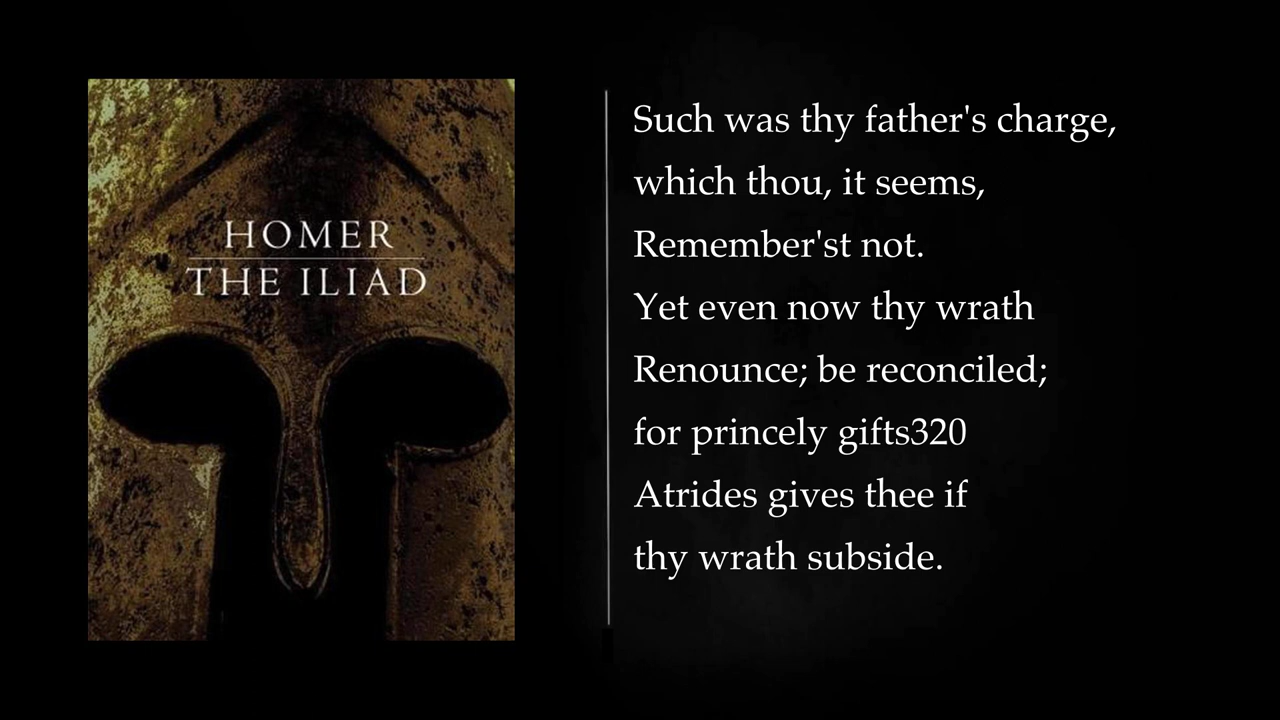 HOMER
THE ILIAD
Such was thy father's charge,
which thou, it seems,
Remember'st not.
Yet even now thy wrath
Renounce; be reconciled;
for princely gifts320
Atrides gives thee if
thy wrath subside.